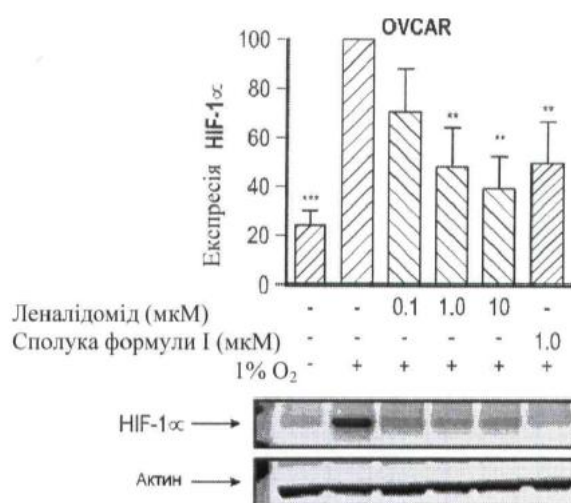 OVCAR
Експресія HIF-1∝
100
80
60
40
20
0
*** ** ** **
Леналідомід (мкМ) - - 0.1 1.0 10 -
Сполука формули I (мкМ) - - - - - 1.0
1% O₂ - + + + + +
HIF-1∝
Актин